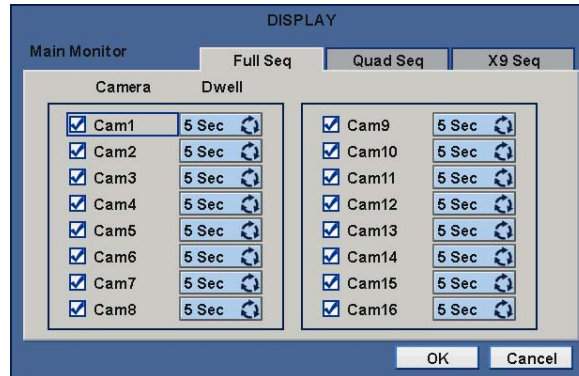 DISPLAY
Main Monitor
Full Seq Quad Seq X9 Seq
Camera Dwell
Cam1 5 Sec
Cam2 5 Sec
Cam3 5 Sec
Cam4 5 Sec
Cam5 5 Sec
Cam6 5 Sec
Cam7 5 Sec
Cam8 5 Sec
Cam9 5 Sec
Cam10 5 Sec
Cam11 5 Sec
Cam12 5 Sec
Cam13 5 Sec
Cam14 5 Sec
Cam15 5 Sec
Cam16 5 Sec
OK Cancel